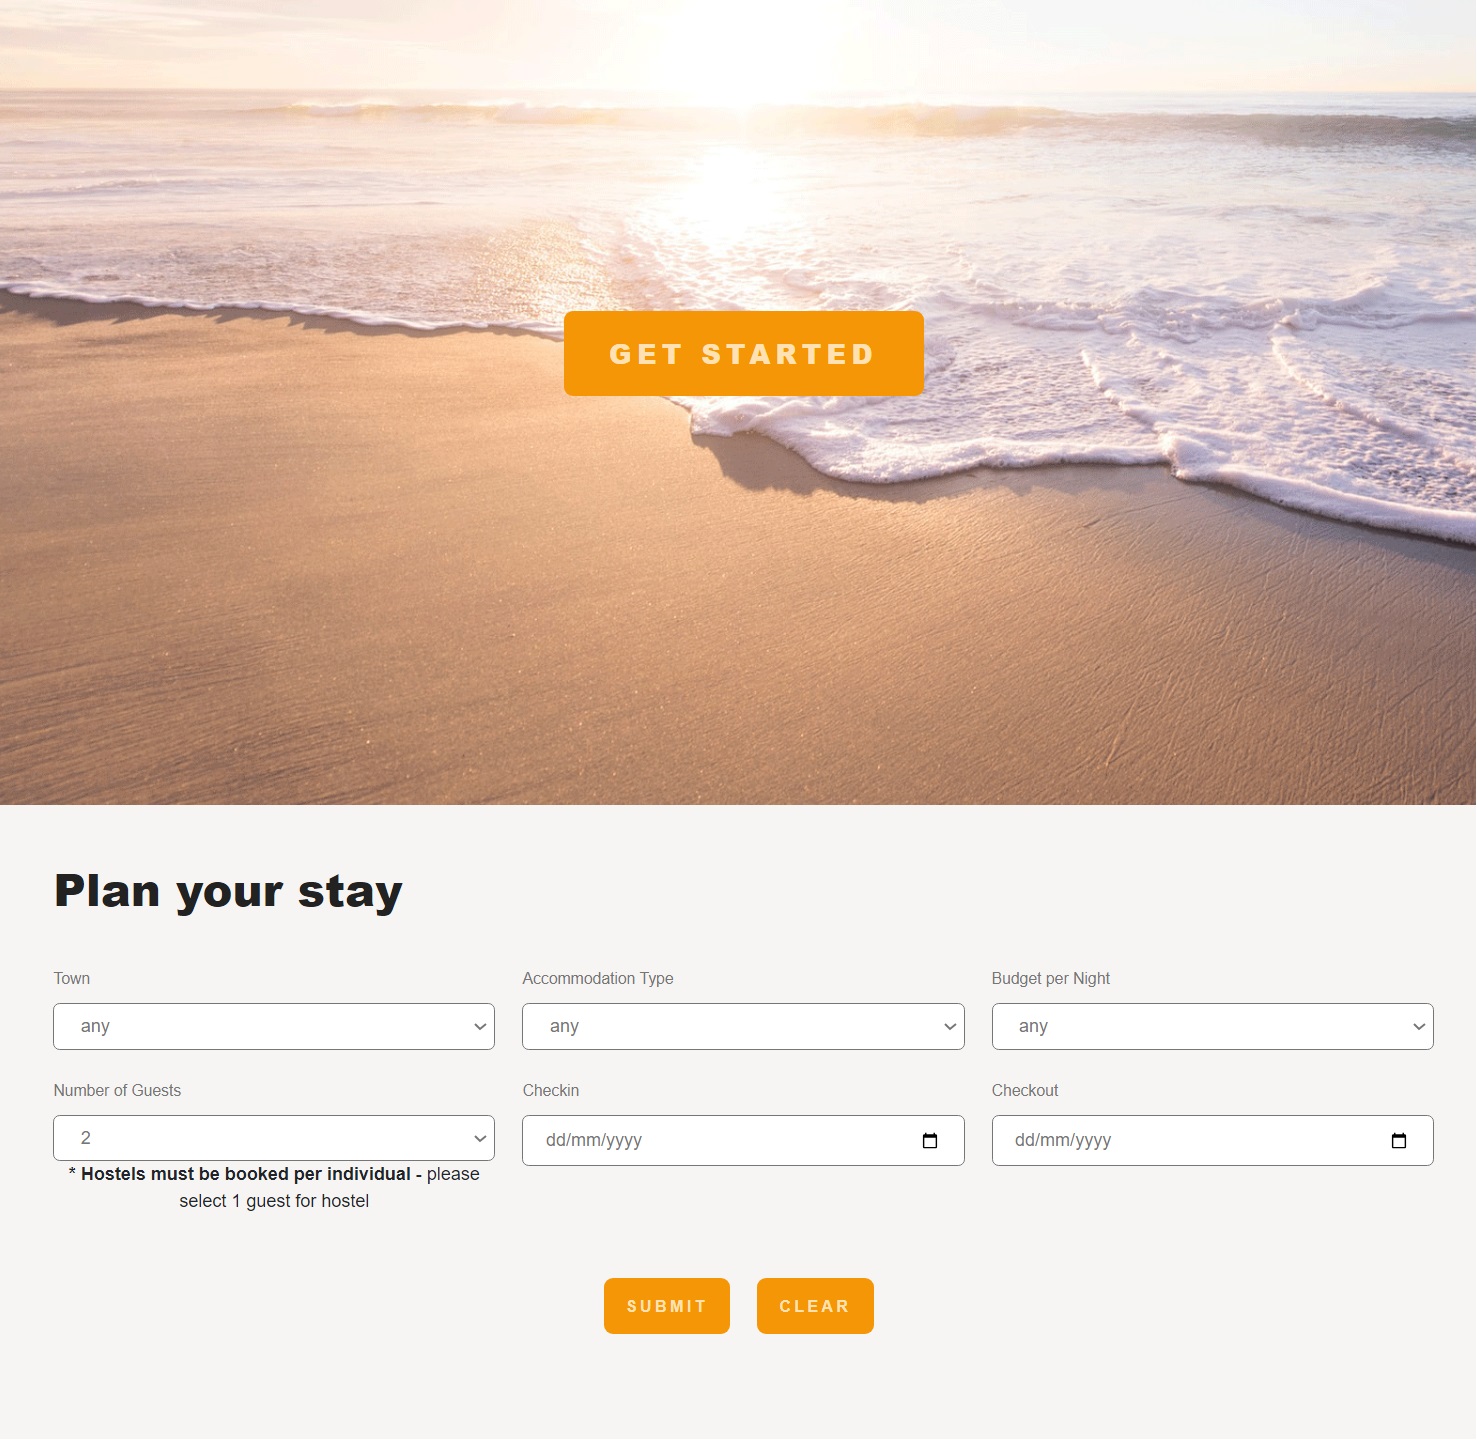 GET STARTED
Plan your stay
Town
Accommodation Type
Budget per Night
any
any
any
Number of Guests
Checkin
Checkout
2
dd/mm/yyyy
dd/mm/yyyy
* Hostels must be booked per individual - please
select 1 guest for hostel
SUBMIT
CLEAR